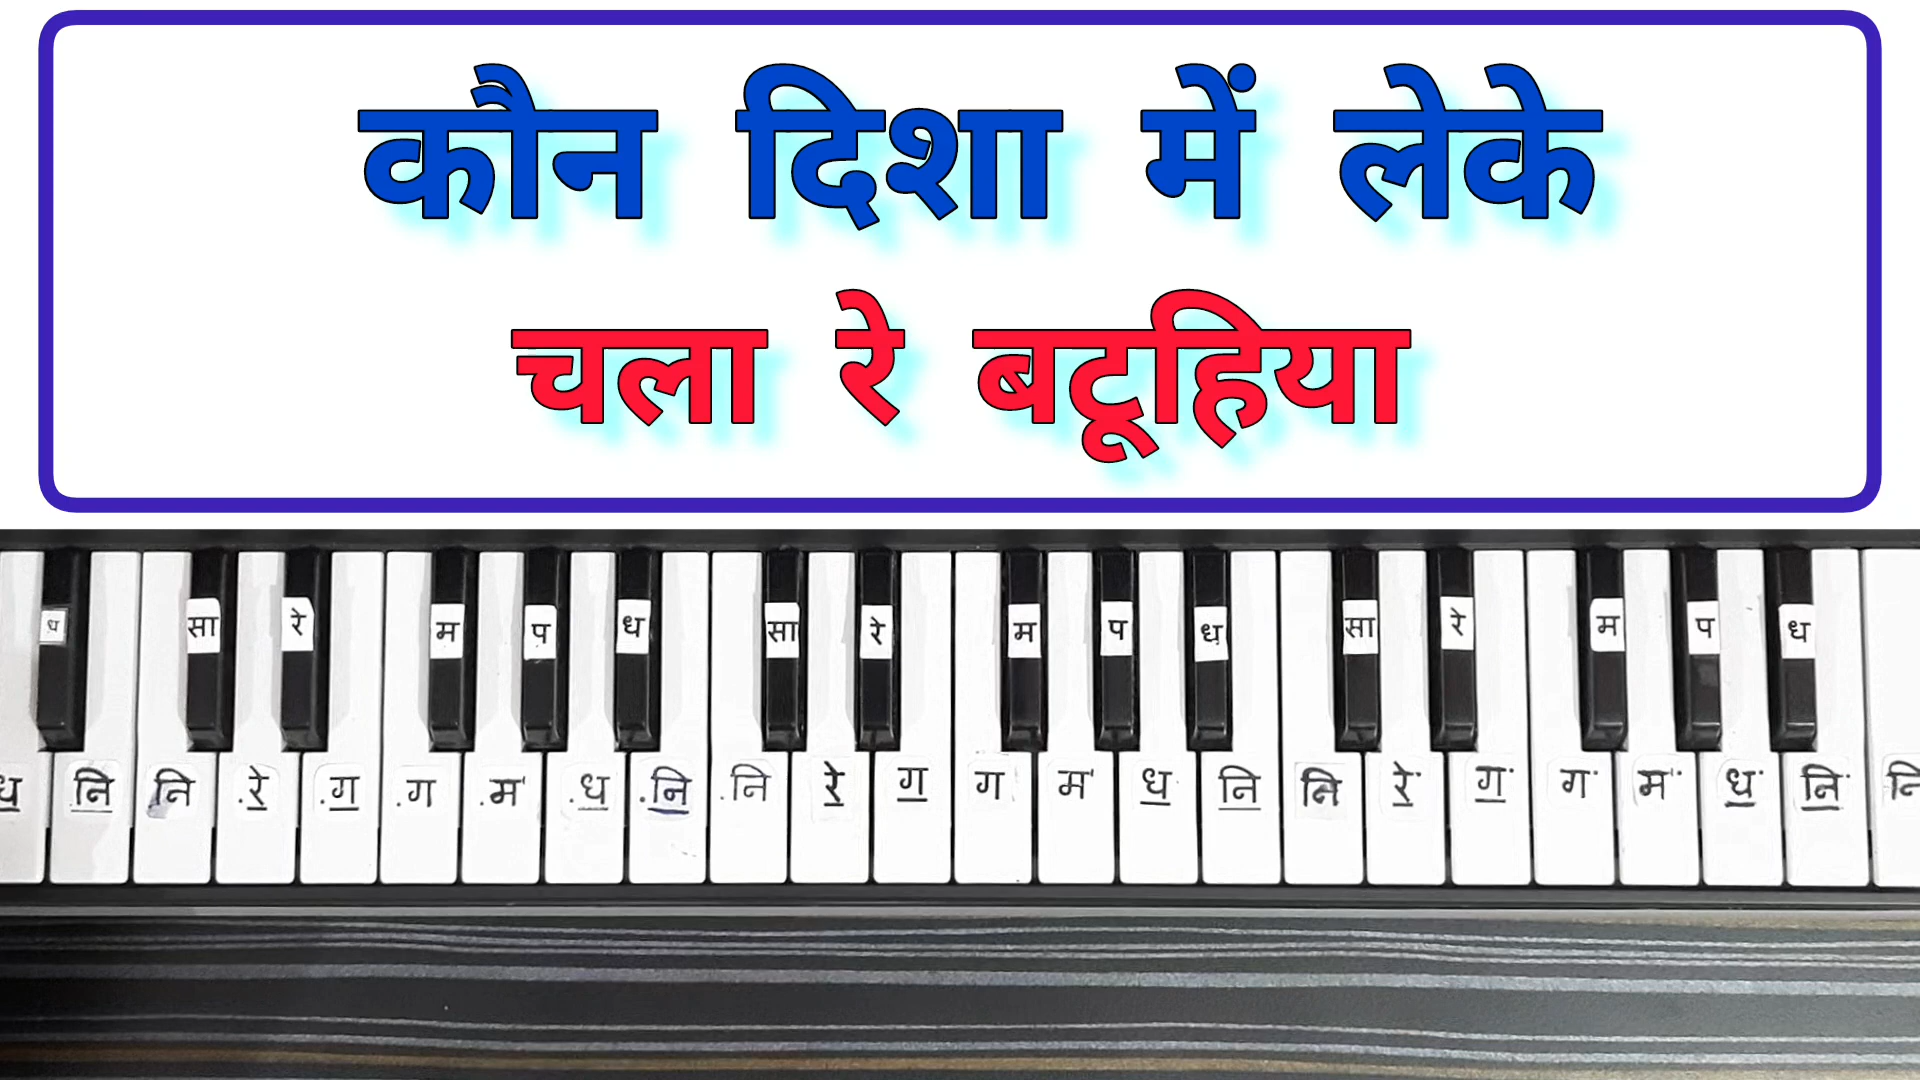 कौन दिशा में लेके
चला रे बटूहिया
ध सा रे म प ध सा रे म प ध सा रे म प ध
ध॒ नि॒ नि .रे॒ .ग॒ .ग .म' .ध॒ .नि॒ .नि रे॒ ग॒ ग म' ध॒ नि॒ नि रे॒˙ ग॒˙ ग˙ म'˙ ध॒˙ नि॒˙ नि